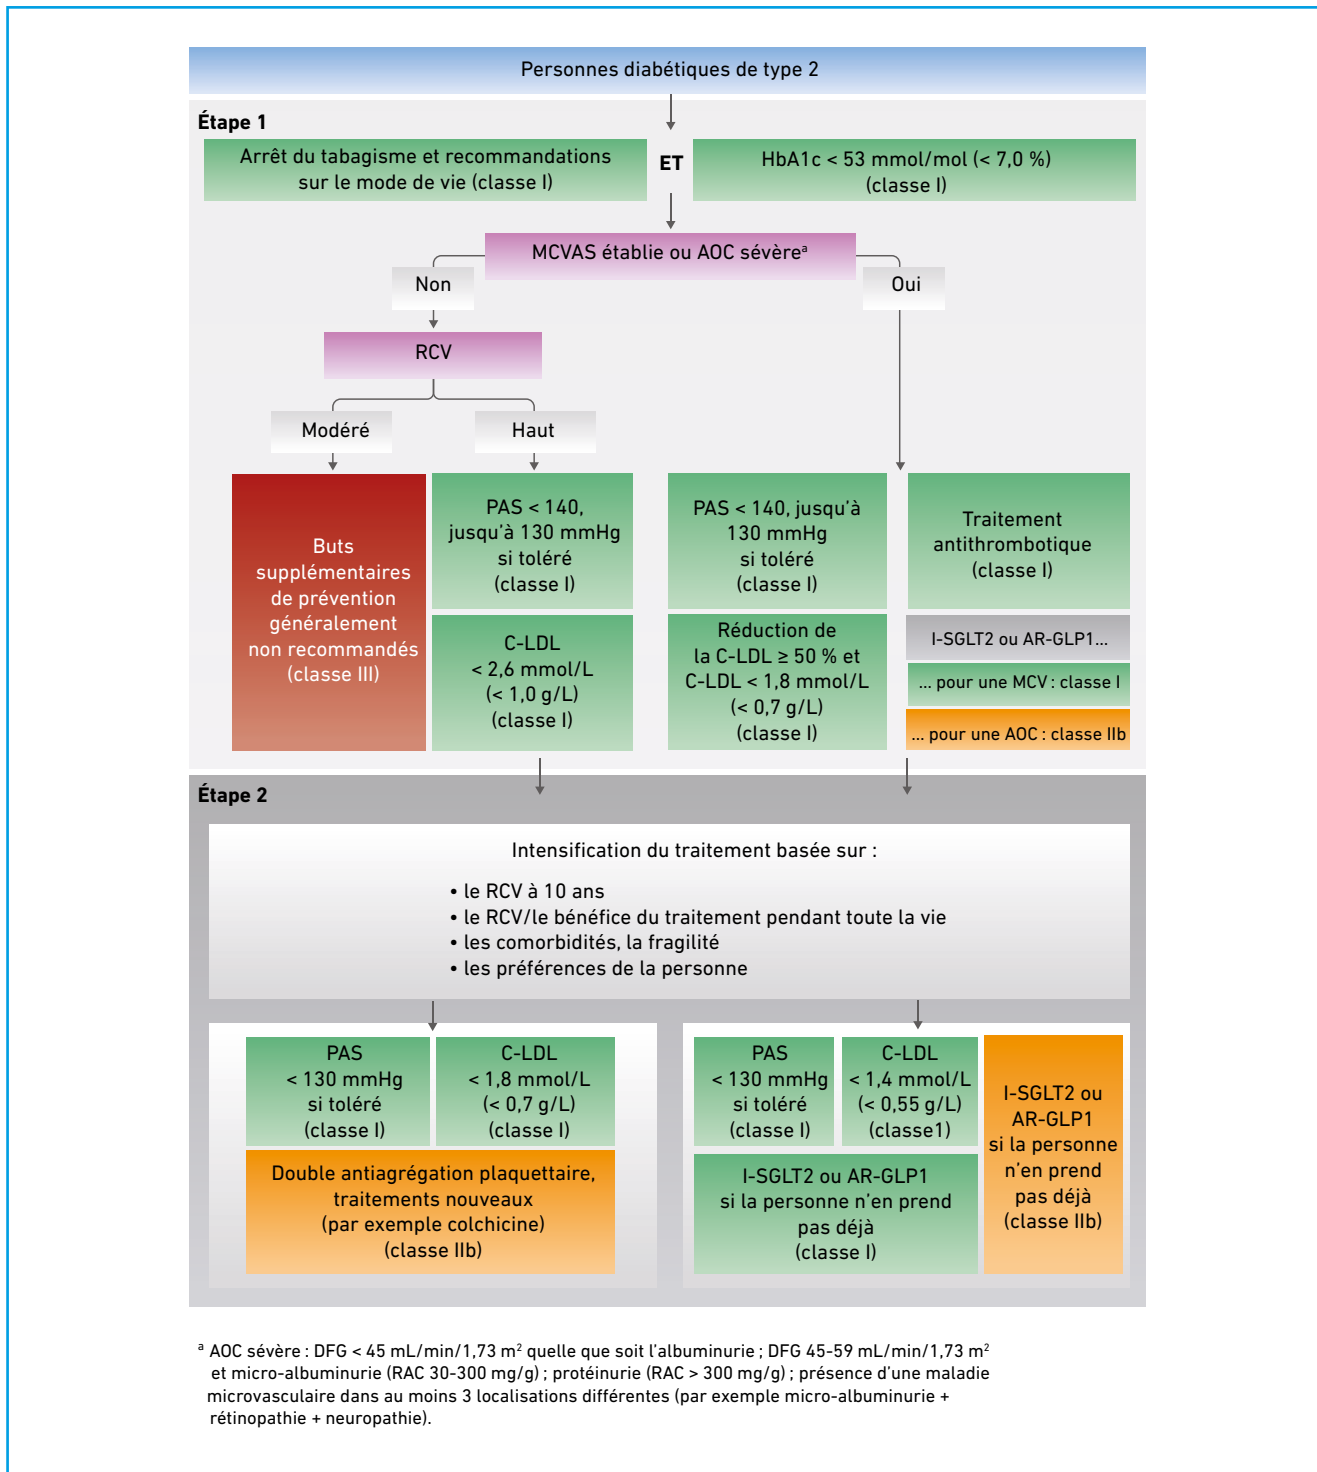 Personnes diabétiques de type 2
Étape 1
Arrêt du tabagisme et recommandations
sur le mode de vie (classe I)
ET
HbA1c < 53 mmol/mol (< 7,0 %)
(classe I)
MCVAS établie ou AOC sévèreᵃ
Non
Oui
RCV
Modéré
Haut
Buts
supplémentaires
de prévention
généralement
non recommandés
(classe III)
PAS < 140,
jusqu’à 130 mmHg
si toléré
(classe I)
C-LDL
< 2,6 mmol/L
(< 1,0 g/L)
(classe I)
PAS < 140, jusqu’à
130 mmHg
si toléré
(classe I)
Réduction de
la C-LDL ≥ 50 % et
C-LDL < 1,8 mmol/L
(< 0,7 g/L)
(classe I)
Traitement
antithrombotique
(classe I)
I-SGLT2 ou AR-GLP1...
... pour une MCV : classe I
... pour une AOC : classe IIb
Étape 2
Intensification du traitement basée sur :
• le RCV à 10 ans
• le RCV/le bénéfice du traitement pendant toute la vie
• les comorbidités, la fragilité
• les préférences de la personne
PAS
< 130 mmHg
si toléré
(classe I)
C-LDL
< 1,8 mmol/L
(< 0,7 g/L)
(classe I)
Double antiagrégation plaquettaire,
traitements nouveaux
(par exemple colchicine)
(classe IIb)
PAS
< 130 mmHg
si toléré
(classe I)
C-LDL
< 1,4 mmol/L
(< 0,55 g/L)
(classe1)
I-SGLT2 ou AR-GLP1
si la personne n’en prend
pas déjà
(classe I)
I-SGLT2 ou
AR-GLP1
si la personne
n’en prend
pas déjà
(classe IIb)
ᵃ AOC sévère : DFG < 45 mL/min/1,73 m² quelle que soit l’albuminurie ; DFG 45-59 mL/min/1,73 m²
et micro-albuminurie (RAC 30-300 mg/g) ; protéinurie (RAC > 300 mg/g) ; présence d’une maladie
microvasculaire dans au moins 3 localisations différentes (par exemple micro-albuminurie +
rétinopathie + neuropathie).